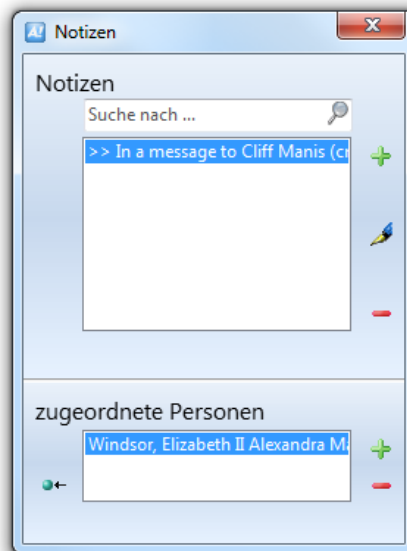 A! Notizen
Notizen
Suche nach ...
>> In a message to Cliff Manis (cr
zugeordnete Personen
Windsor, Elizabeth II Alexandra Ma